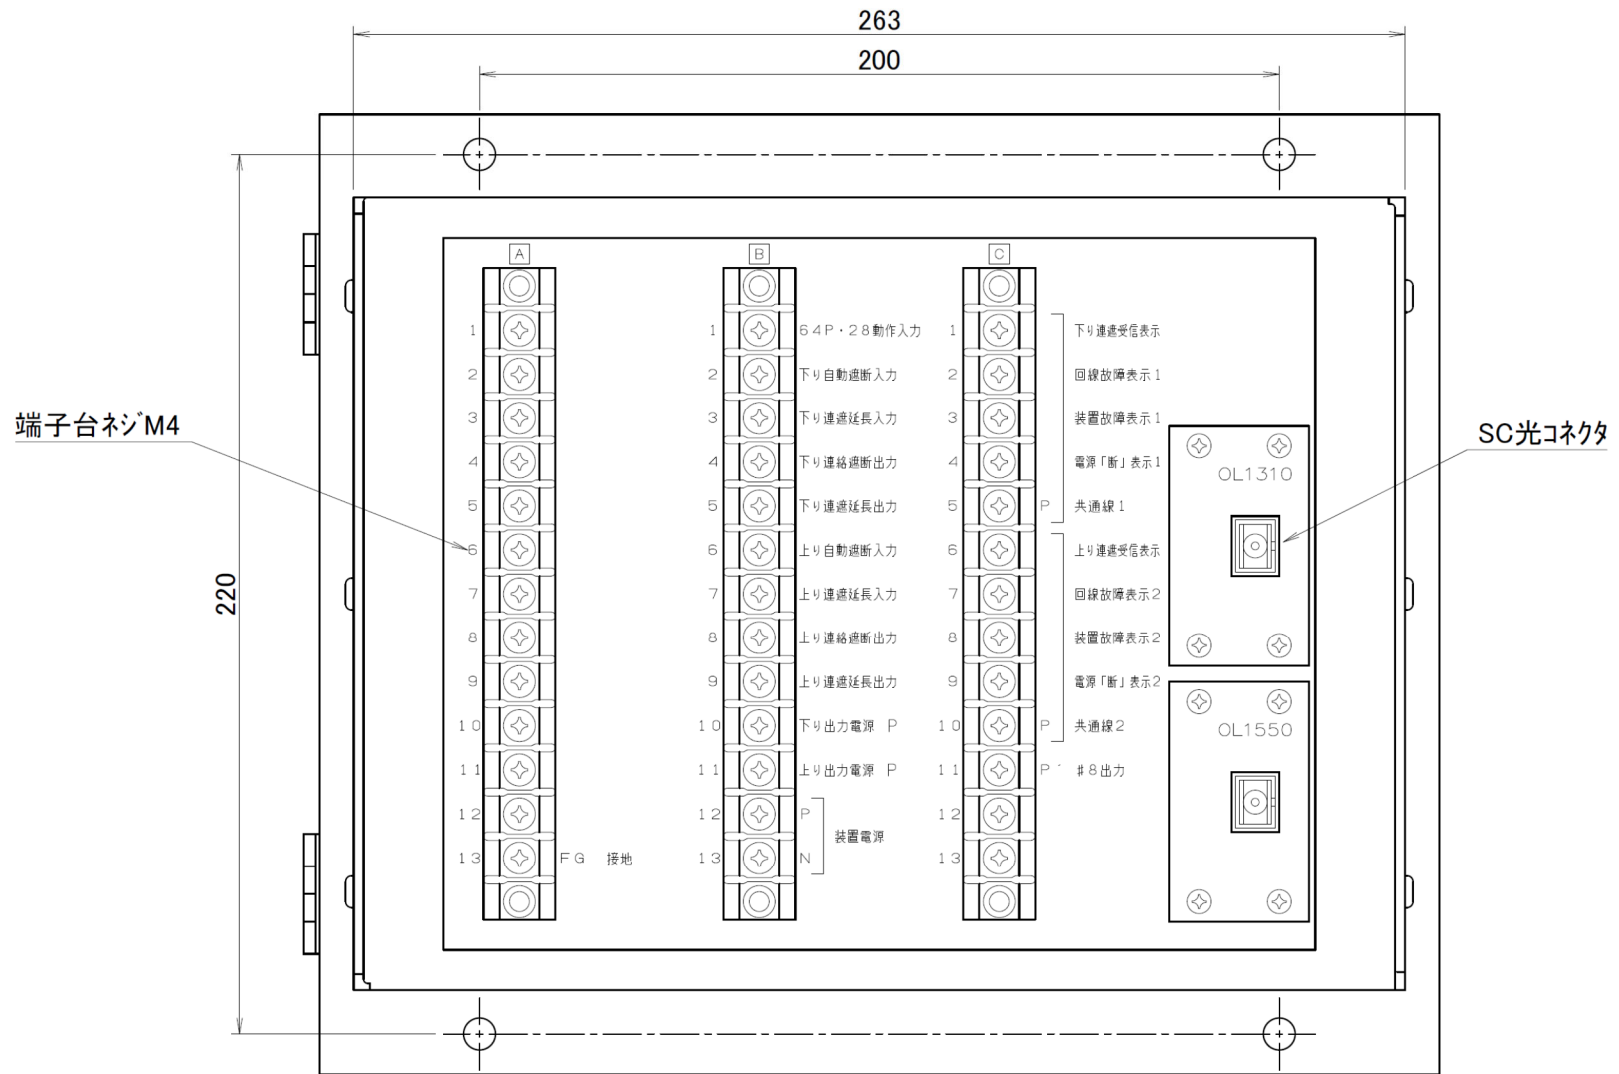 263
200
220
端子台ネジM4
SC光コネクタ
A
1
2
3
4
5
6
7
8
9
10
11
12
13 FG 接地
B
1 64P・28動作入力
2 下り自動遮断入力
3 下り連遮延長入力
4 下り連絡遮断出力
5 下り連遮延長出力
6 上り自動遮断入力
7 上り連遮延長入力
8 上り連絡遮断出力
9 上り連遮延長出力
10 下り出力電源 P
11 上り出力電源 P
12 P
装置電源
13 N
C
1 下り連遮受信表示
2 回線故障表示1
3 装置故障表示1
4 電源「断」表示1
5 P 共通線1
6 上り連遮受信表示
7 回線故障表示2
8 装置故障表示2
9 電源「断」表示2
10 P 共通線2
11 P´ #8出力
12
13
OL1310
OL1550